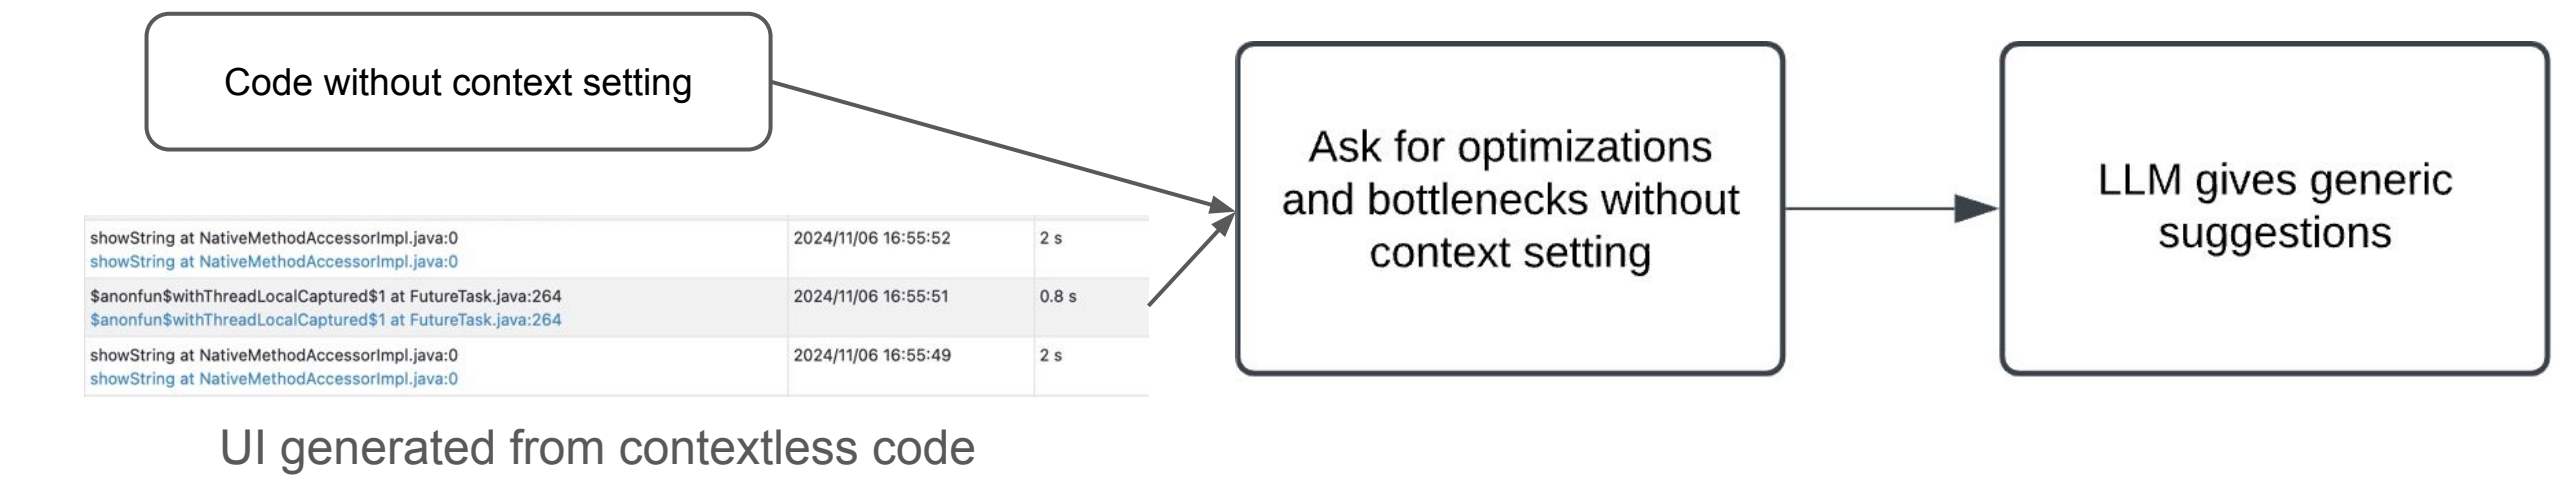 Code without context setting
showString at NativeMethodAccessorImpl.java:0 2024/11/06 16:55:52 2 s
showString at NativeMethodAccessorImpl.java:0
$anonfun$withThreadLocalCaptured$1 at FutureTask.java:264 2024/11/06 16:55:51 0.8 s
$anonfun$withThreadLocalCaptured$1 at FutureTask.java:264
showString at NativeMethodAccessorImpl.java:0 2024/11/06 16:55:49 2 s
showString at NativeMethodAccessorImpl.java:0
UI generated from contextless code
Ask for optimizations
and bottlenecks without
context setting
LLM gives generic
suggestions